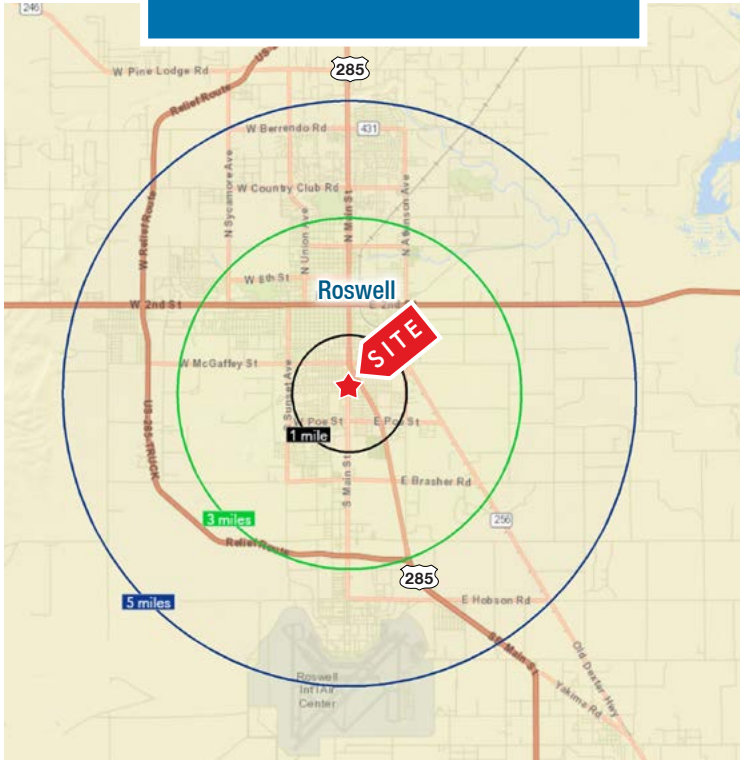 246
285
W Pine Lodge Rd
US-2
Relief Route
W Berrendo Rd
431
N Sycamore Ave
W Country Club Rd
N Main St
N Atkinson Ave
N Union Ave
W Relief Route
W 8th St
Roswell
W 2nd St
E 2nd
SITE
W McGaffey St
S Sunset Ave
US-285-TRUCK
W Poe St
E Poe St
1 mile
S Main St
E Brasher Rd
3 miles
256
Relief Route
285
5 miles
E Hobson Rd
SE Main St
Old Dexter Hwy
Roswell
Int'l Air
Center
Yakima Rd